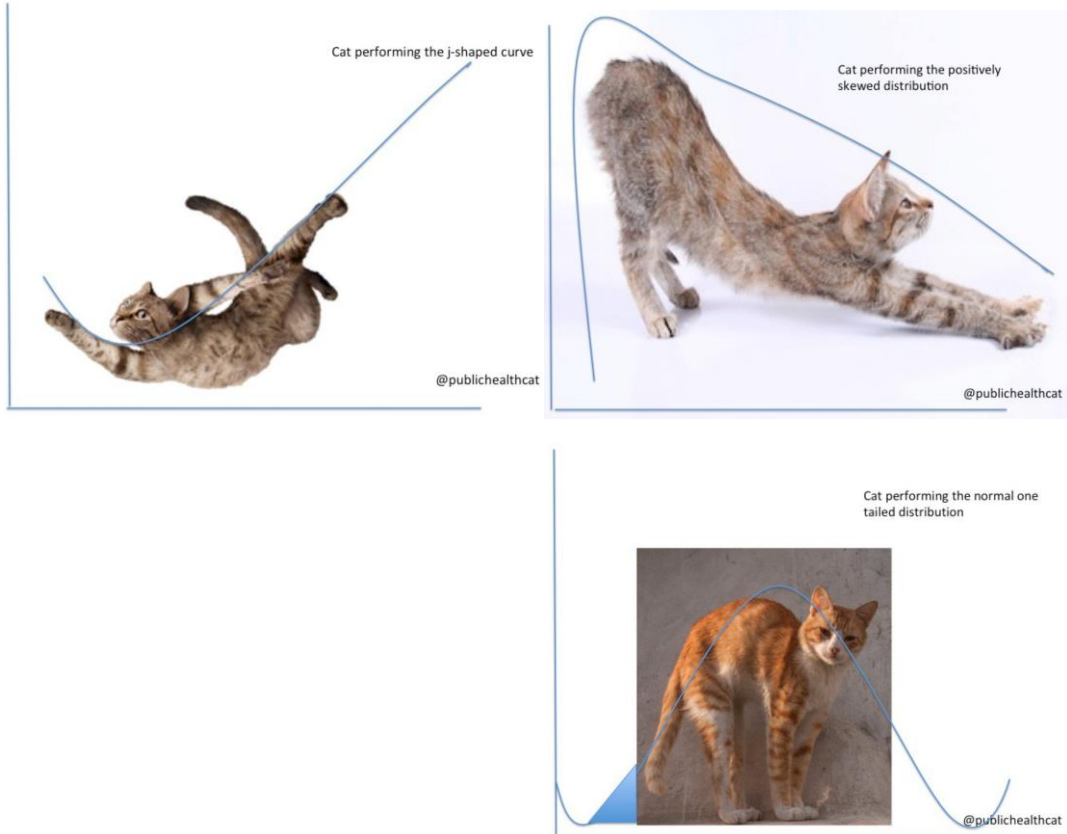 Cat performing the j-shaped curve
@publichealthcat
Cat performing the positively
skewed distribution
@publichealthcat
Cat performing the normal one
tailed distribution
@publichealthcat